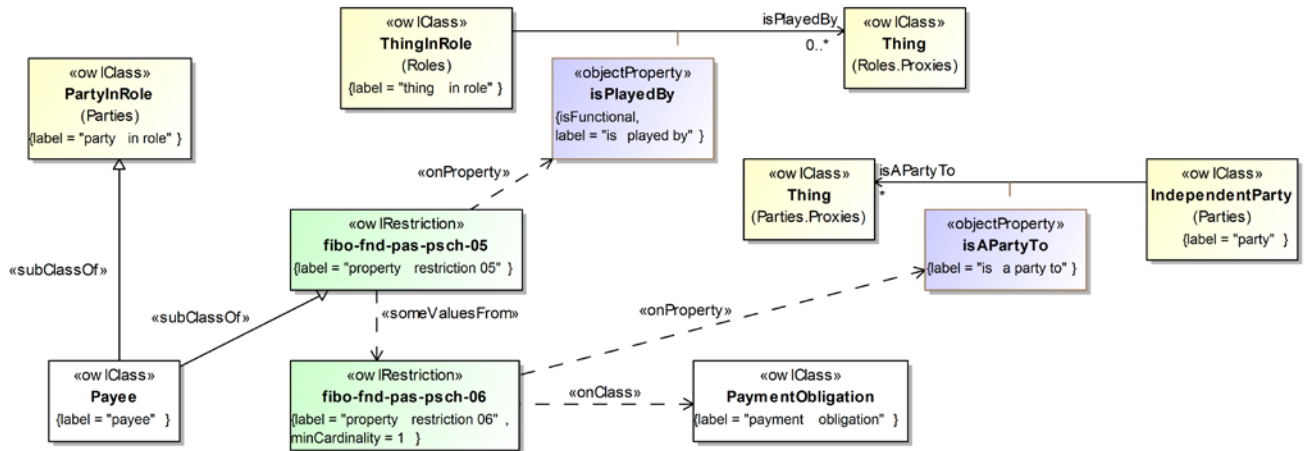 «owlClass»
ThingInRole
(Roles)
{label = "thing in role" }
isPlayedBy
0..*
«owlClass»
Thing
(Roles.Proxies)
«owlClass»
PartyInRole
(Parties)
{label = "party in role" }
«objectProperty»
isPlayedBy
{isFunctional,
label = "is played by"}
«onProperty»
«owlClass»
Thing
(Parties.Proxies)
isAPartyTo
*
«owlClass»
IndependentParty
(Parties)
{label = "party" }
«owlRestriction»
fibo-fnd-pas-psch-05
{label = "property restriction 05" }
«objectProperty»
isAPartyTo
{label = "is a party to" }
«subClassOf»
«subClassOf»
«someValuesFrom»
«onProperty»
«owlClass»
Payee
{label = "payee" }
«owlRestriction»
fibo-fnd-pas-psch-06
{label = "property restriction 06" ,
minCardinality = 1 }
«onClass»
«owlClass»
PaymentObligation
{label = "payment obligation" }